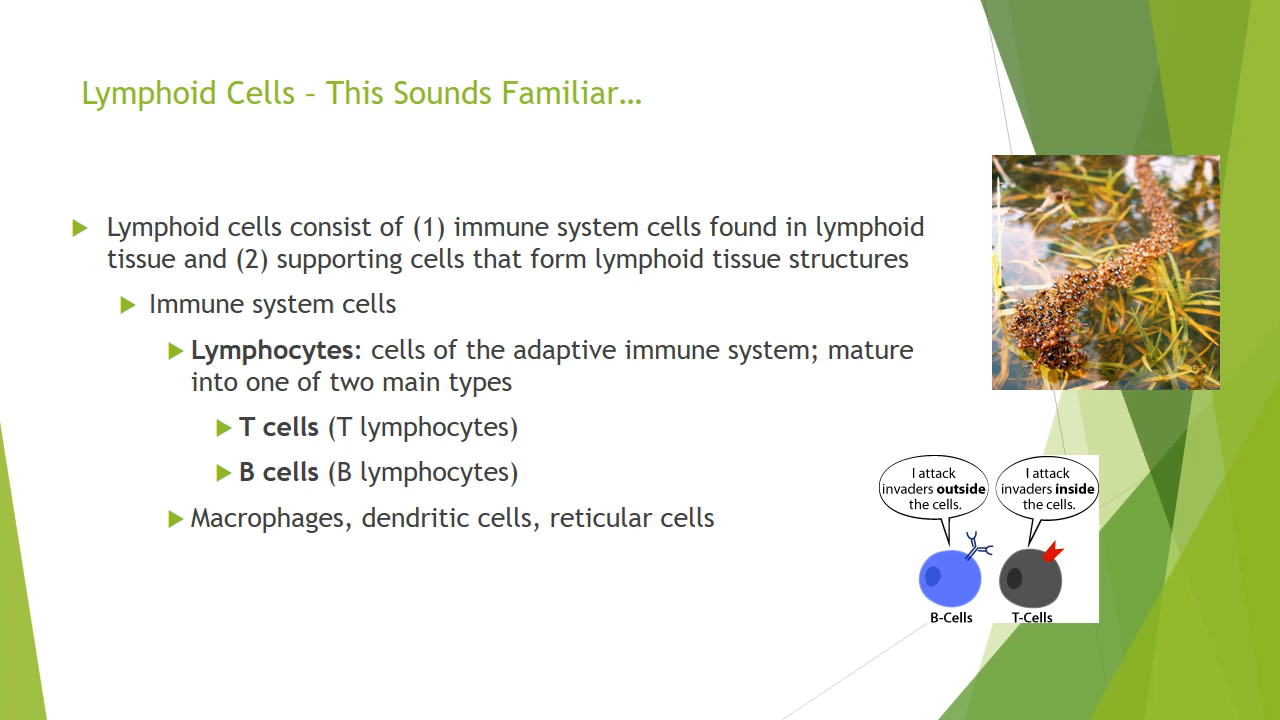 Lymphoid Cells – This Sounds Familiar…
Lymphoid cells consist of (1) immune system cells found in lymphoid
tissue and (2) supporting cells that form lymphoid tissue structures
Immune system cells
Lymphocytes: cells of the adaptive immune system; mature
into one of two main types
T cells (T lymphocytes)
B cells (B lymphocytes)
Macrophages, dendritic cells, reticular cells
I attack
invaders outside
the cells.
I attack
invaders inside
the cells.
B-Cells
T-Cells